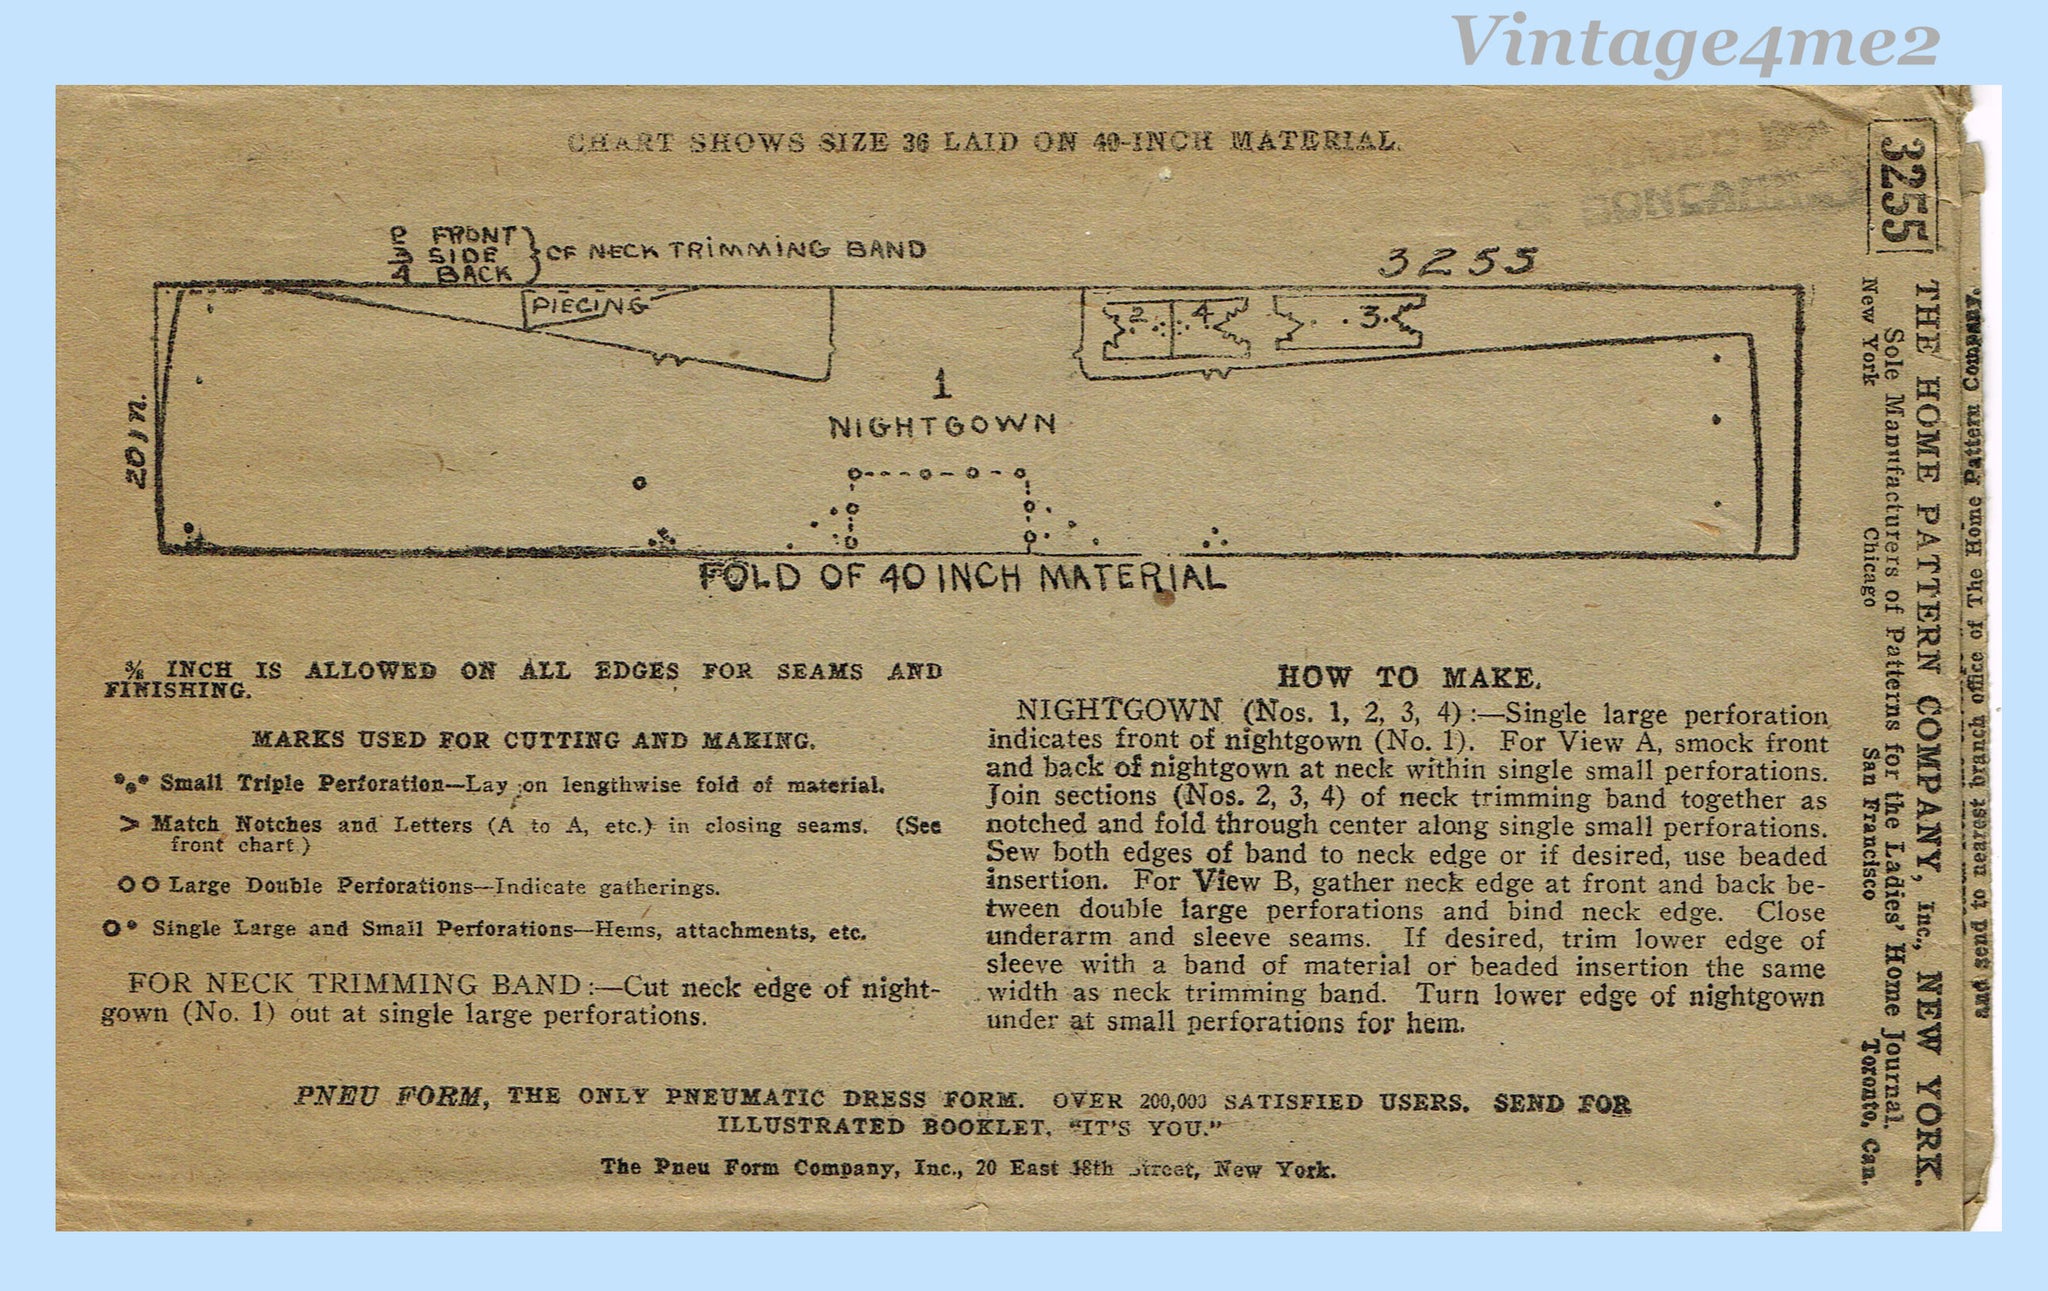 Vintage4me2
CHART SHOWS SIZE 36 LAID ON 40-INCH MATERIAL.
2 FRONT
3 SIDE
4 BACK
OF NECK TRIMMING BAND
3255
PIECING
2
4
3
1
NIGHTGOWN
20 IN.
FOLD OF 40 INCH MATERIAL
⅜ INCH IS ALLOWED ON ALL EDGES FOR SEAMS AND
FINISHING.
MARKS USED FOR CUTTING AND MAKING.
Small Triple Perforation—Lay on lengthwise fold of material.
> Match Notches and Letters (A to A, etc.) in closing seams. (See
front chart.)
Large Double Perforations—Indicate gatherings.
Single Large and Small Perforations—Hems, attachments, etc.
FOR NECK TRIMMING BAND:—Cut neck edge of night-
gown (No. 1) out at single large perforations.
HOW TO MAKE.
NIGHTGOWN (Nos. 1, 2, 3, 4):—Single large perforation
indicates front of nightgown (No. 1). For View A, smock front
and back of nightgown at neck within single small perforations.
Join sections (Nos. 2, 3, 4) of neck trimming band together as
notched and fold through center along single small perforations.
Sew both edges of band to neck edge or if desired, use beaded
insertion. For View B, gather neck edge at front and back be-
tween double large perforations and bind neck edge. Close
underarm and sleeve seams. If desired, trim lower edge of
sleeve with a band of material or beaded insertion the same
width as neck trimming band. Turn lower edge of nightgown
under at small perforations for hem.
PNEU FORM, THE ONLY PNEUMATIC DRESS FORM. OVER 200,000 SATISFIED USERS. SEND FOR
ILLUSTRATED BOOKLET, "IT'S YOU."
The Pneu Form Company, Inc., 20 East 18th Street, New York.
3255
THE HOME PATTERN COMPANY, Inc., NEW YORK.
Sole Manufacturers of Patterns for the Ladies' Home Journal.
New York Chicago San Francisco Toronto, Can.
and send to nearest branch office of The Home Pattern Company.